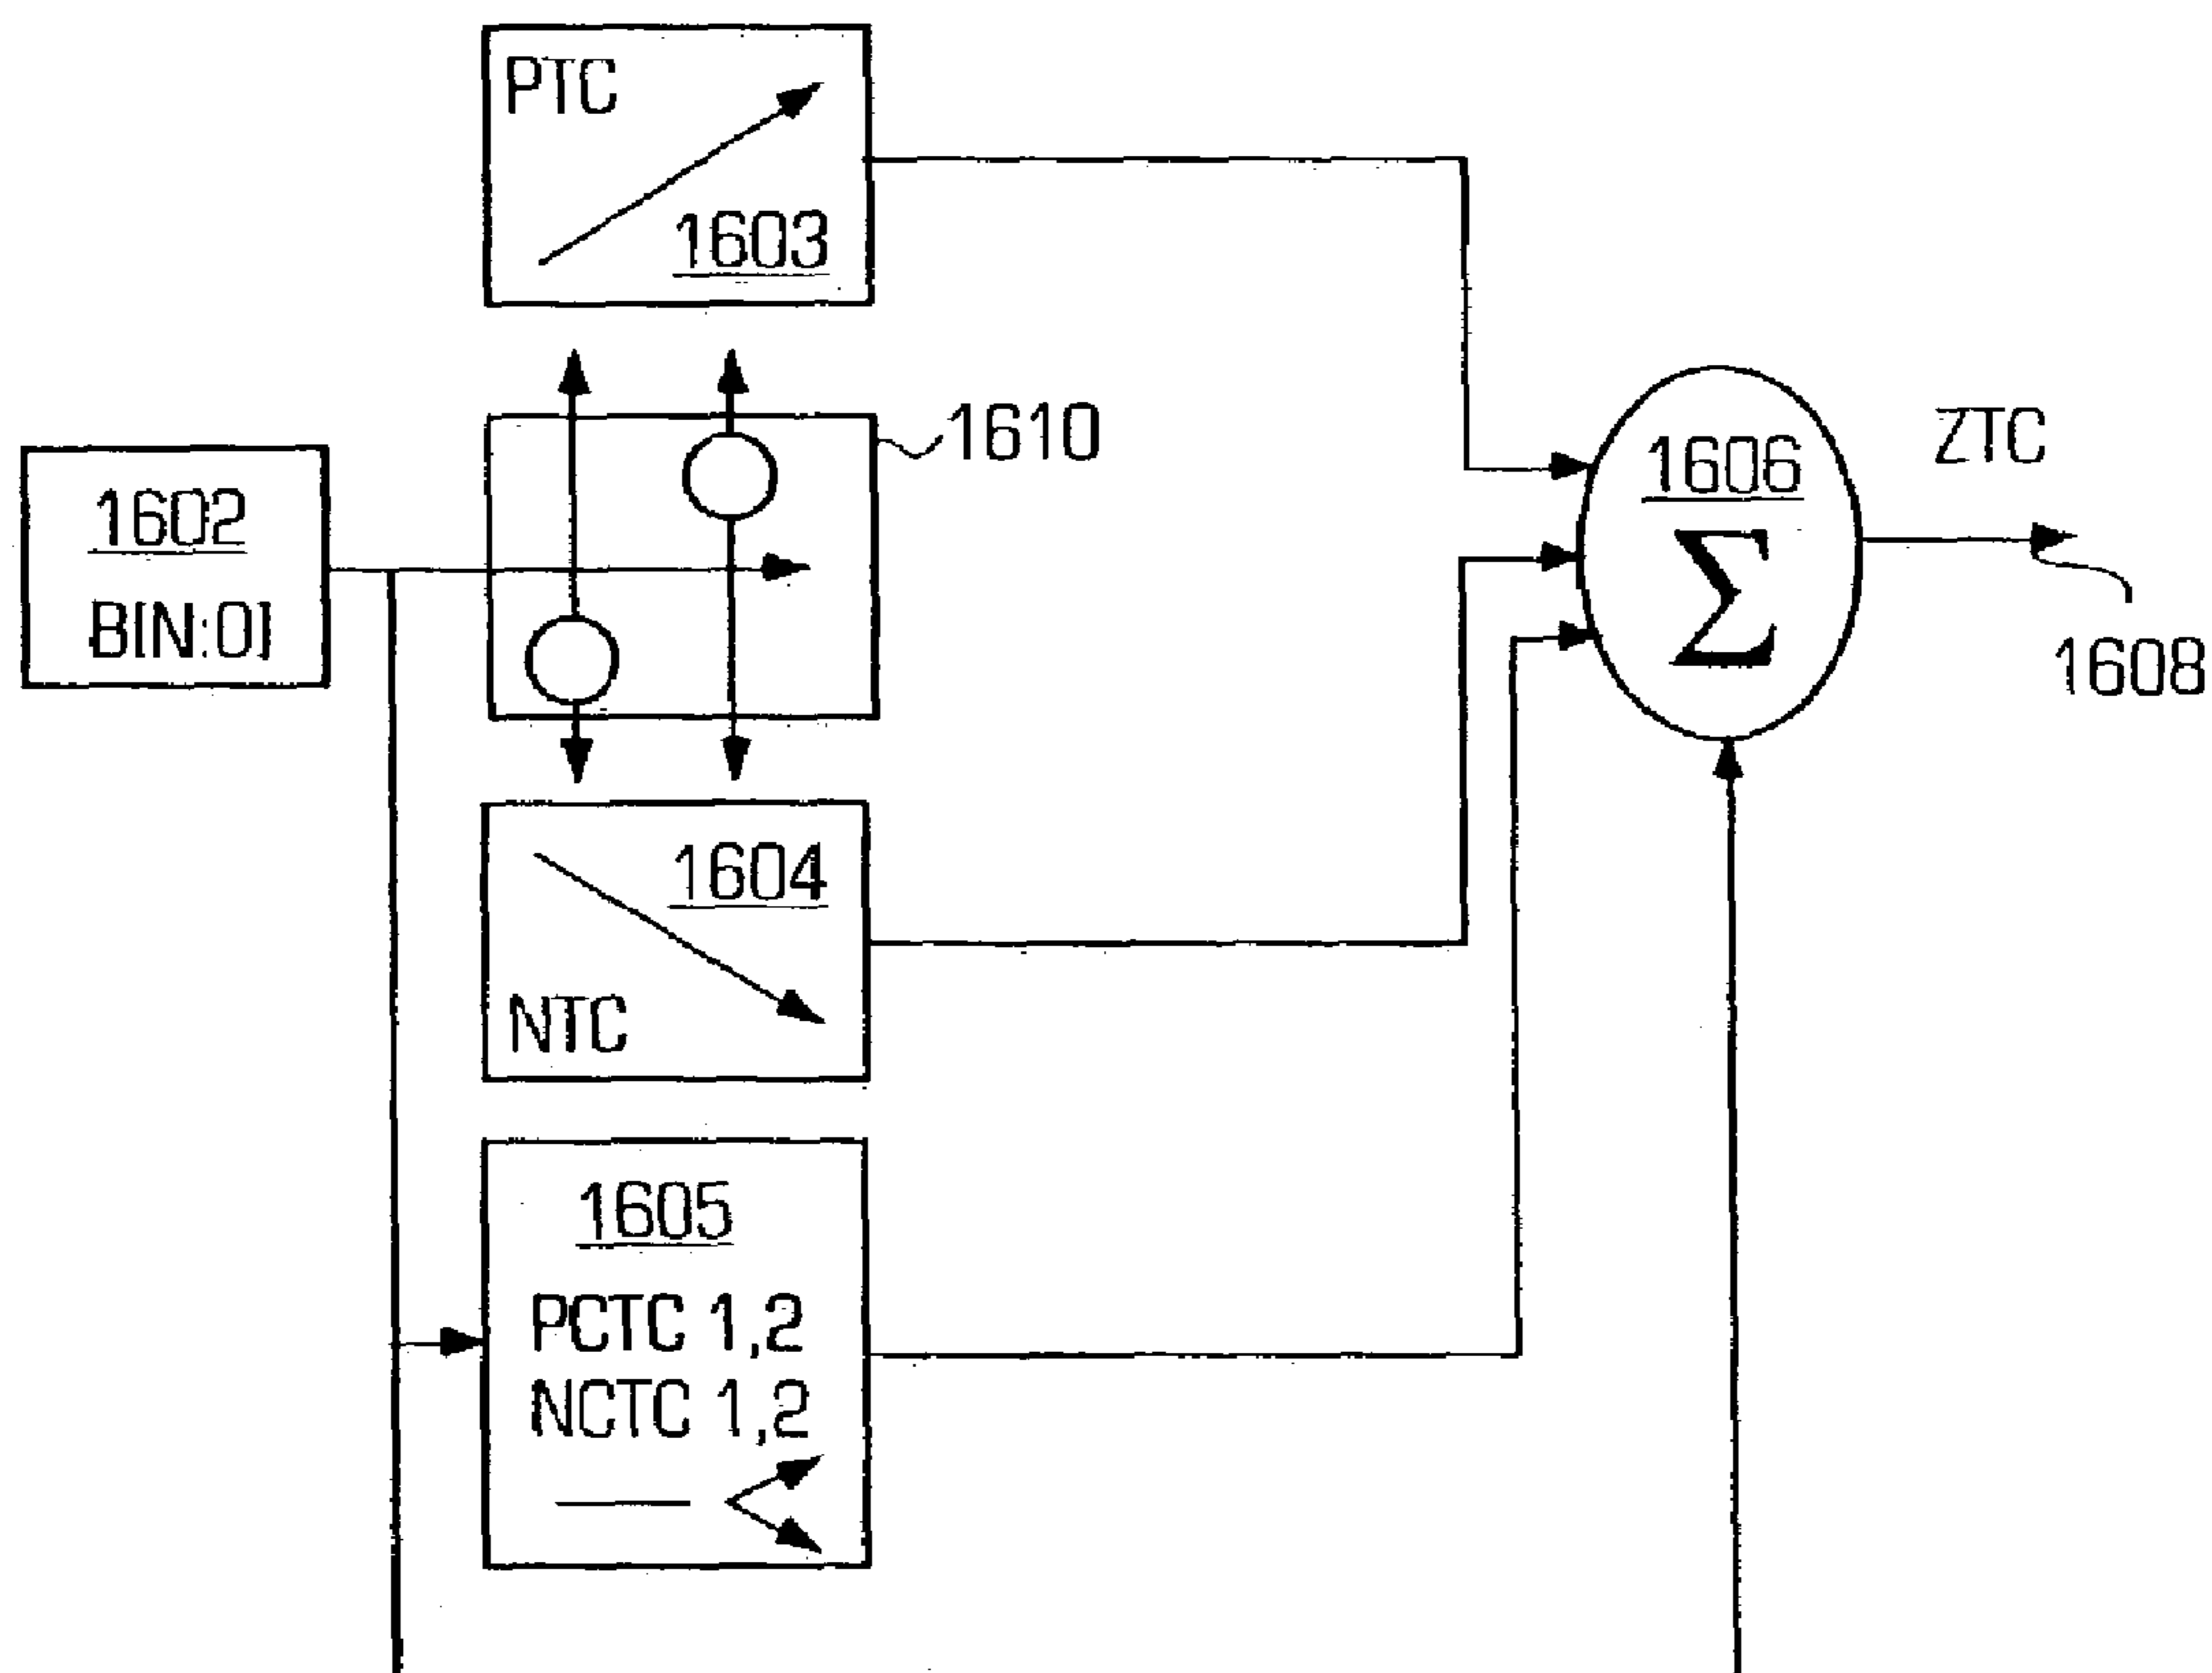 PTC
1603
1610
1602
B[N:0]
1606
Σ
ZTC
1608
1604
NTC
1605
PCTC 1,2
NCTC 1,2